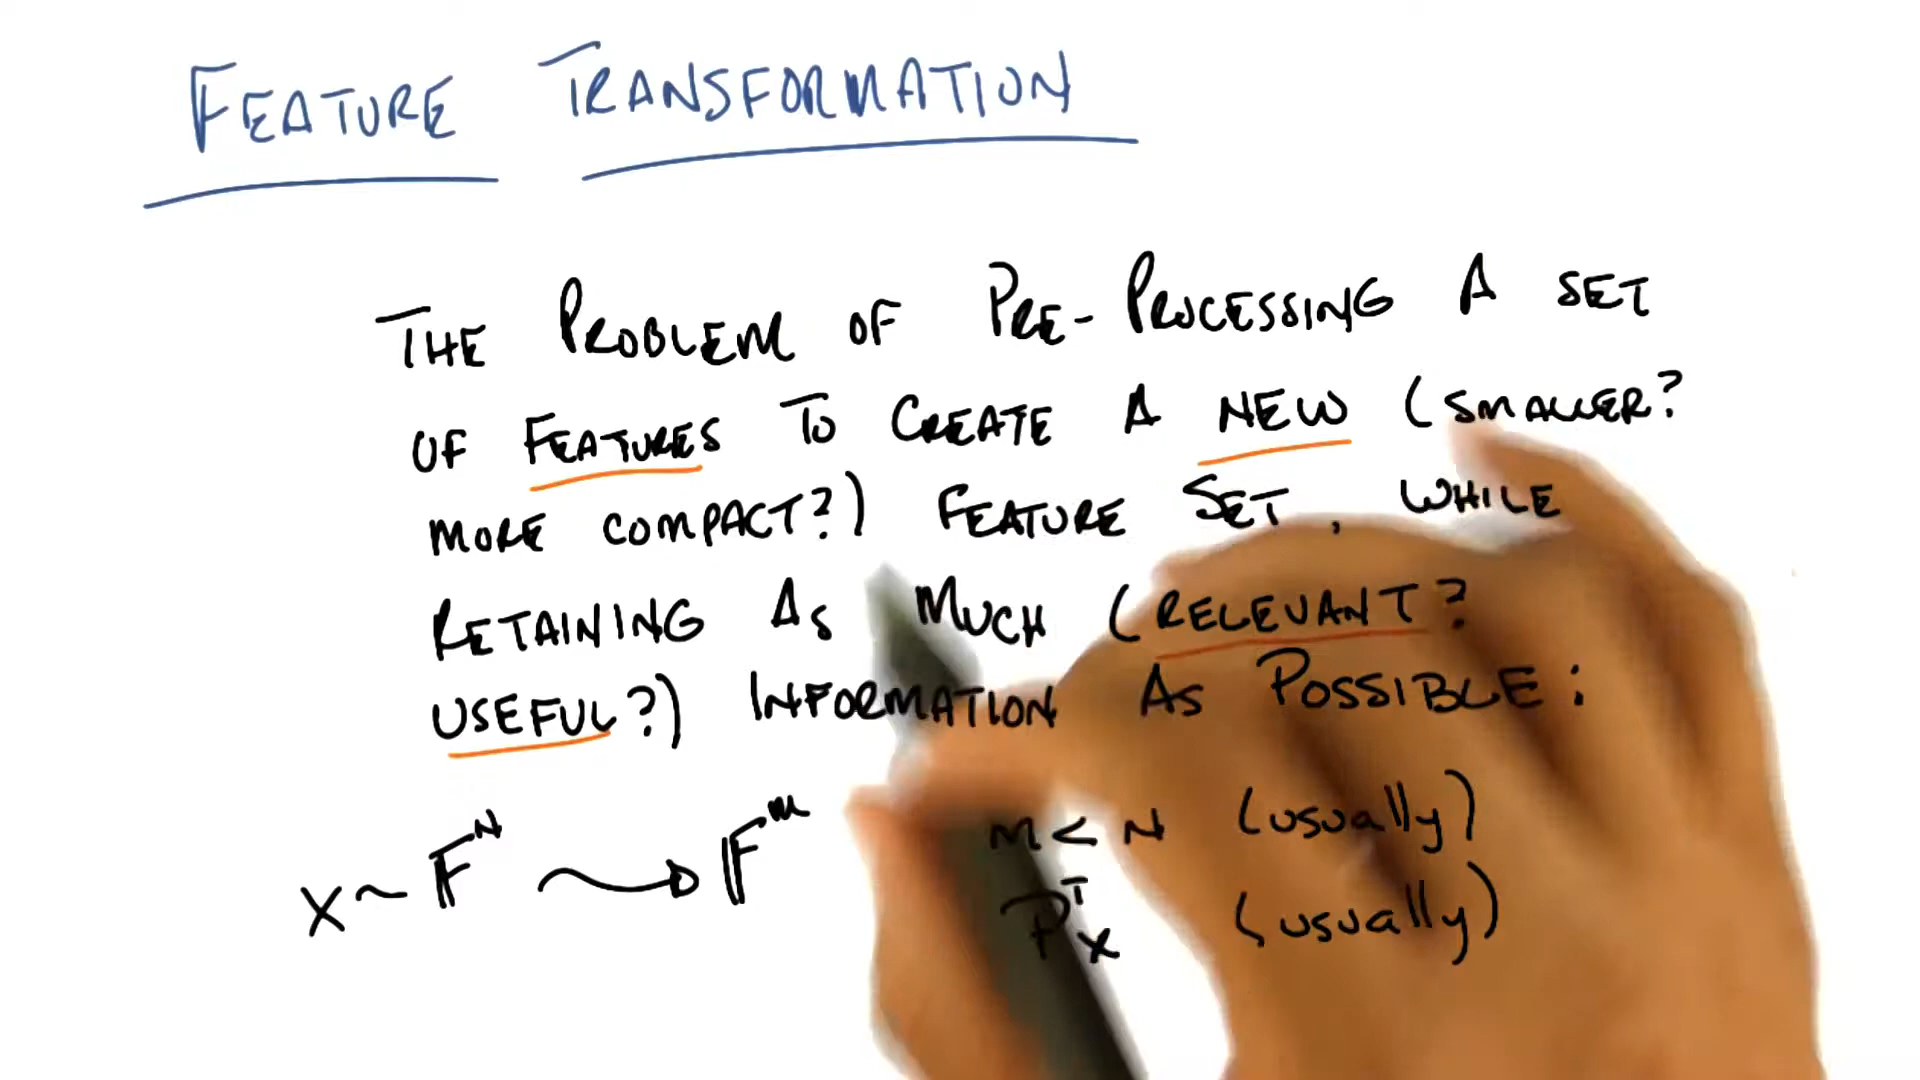 FEATURE TRANSFORMATION
THE PROBLEM OF PRE-PROCESSING A SET
OF FEATURES TO CREATE A NEW (SMALLER?
MORE COMPACT?) FEATURE SET, WHILE
RETAINING AS MUCH (RELEVANT?
USEFUL?) INFORMATION AS POSSIBLE:
X ~ 𝔽^N → 𝔽^M M < N (usually)
P^T X (usually)